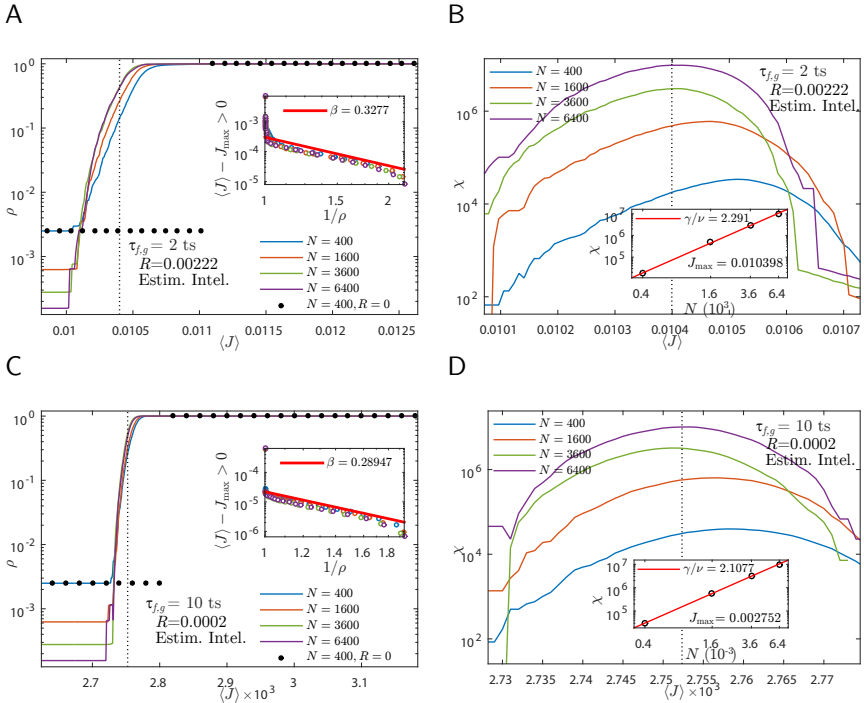 A
10^0
10^-1
10^-2
10^-3
ρ
0.01
0.0105
0.011
0.0115
0.012
0.0125
⟨J⟩
τf,g = 2 ts
R=0.00222
Estim. Intel.
β = 0.3277
10^-3
10^-4
10^-5
⟨J⟩ − Jmax > 0
1
1.5
2
1/ρ
N = 400
N = 1600
N = 3600
N = 6400
N = 400, R = 0
B
N = 400
N = 1600
N = 3600
N = 6400
τf,g = 2 ts
R=0.00222
Estim. Intel.
10^6
10^4
10^2
χ
γ/ν = 2.291
Jmax = 0.010398
10^7
10^6
10^5
χ
0.4
1.6
3.6
6.4
N (10^3)
0.0101
0.0102
0.0103
0.0104
0.0105
0.0106
0.0107
⟨J⟩
C
10^0
10^-1
10^-2
10^-3
ρ
2.7
2.8
2.9
3
3.1
⟨J⟩ ×10^3
τf,g = 10 ts
R=0.0002
Estim. Intel.
β = 0.28947
10^-4
10^-5
10^-6
⟨J⟩ − Jmax > 0
1
1.2
1.4
1.6
1.8
1/ρ
N = 400
N = 1600
N = 3600
N = 6400
N = 400, R = 0
D
N = 400
N = 1600
N = 3600
N = 6400
τf,g = 10 ts
R=0.0002
Estim. Intel.
10^6
10^4
10^2
χ
γ/ν = 2.1077
Jmax = 0.002752
10^7
10^6
10^5
χ
0.4
1.6
3.6
6.4
N (10^-3)
2.73
2.735
2.74
2.745
2.75
2.755
2.76
2.765
2.77
⟨J⟩ ×10^3